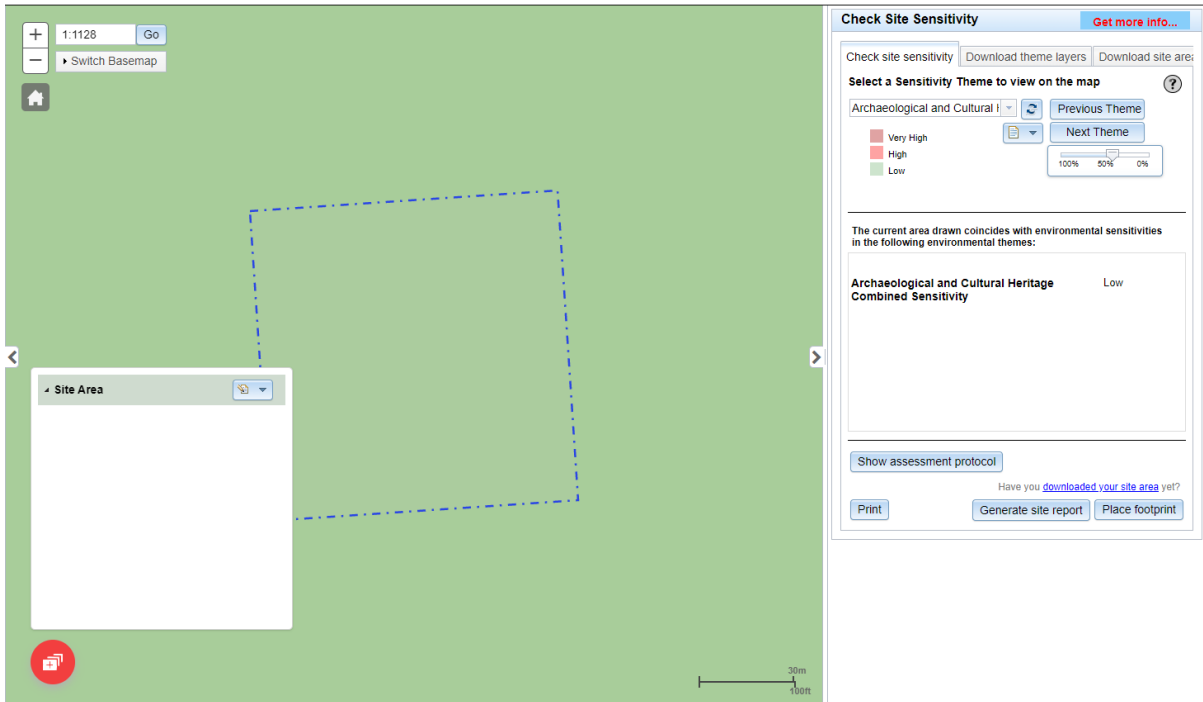 +
1:1128
Go
−
Switch Basemap
Site Area
30m
100ft
Check Site Sensitivity
Get more info...
Check site sensitivity
Download theme layers
Download site area
Select a Sensitivity Theme to view on the map
?
Archaeological and Cultural H
Previous Theme
Next Theme
Very High
High
Low
100%
50%
0%
The current area drawn coincides with environmental sensitivities
in the following environmental themes:
Archaeological and Cultural Heritage
Combined Sensitivity
Low
Show assessment protocol
Have you downloaded your site area yet?
Print
Generate site report
Place footprint